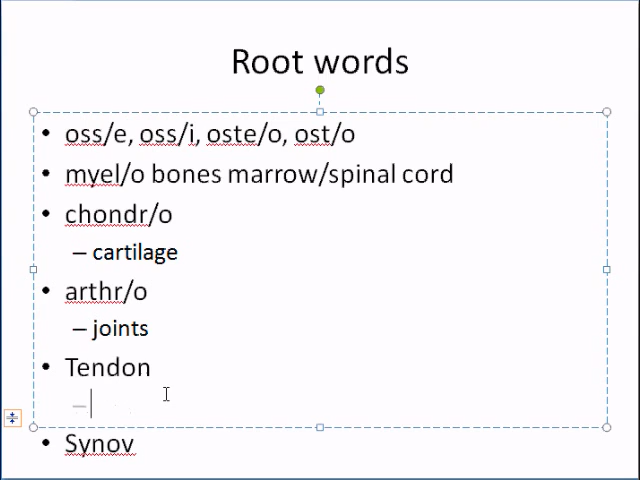 Root words
• oss/e, oss/i, oste/o, ost/o
• myel/o bones marrow/spinal cord
• chondr/o
– cartilage
• arthr/o
– joints
• Tendon
–
• Synov